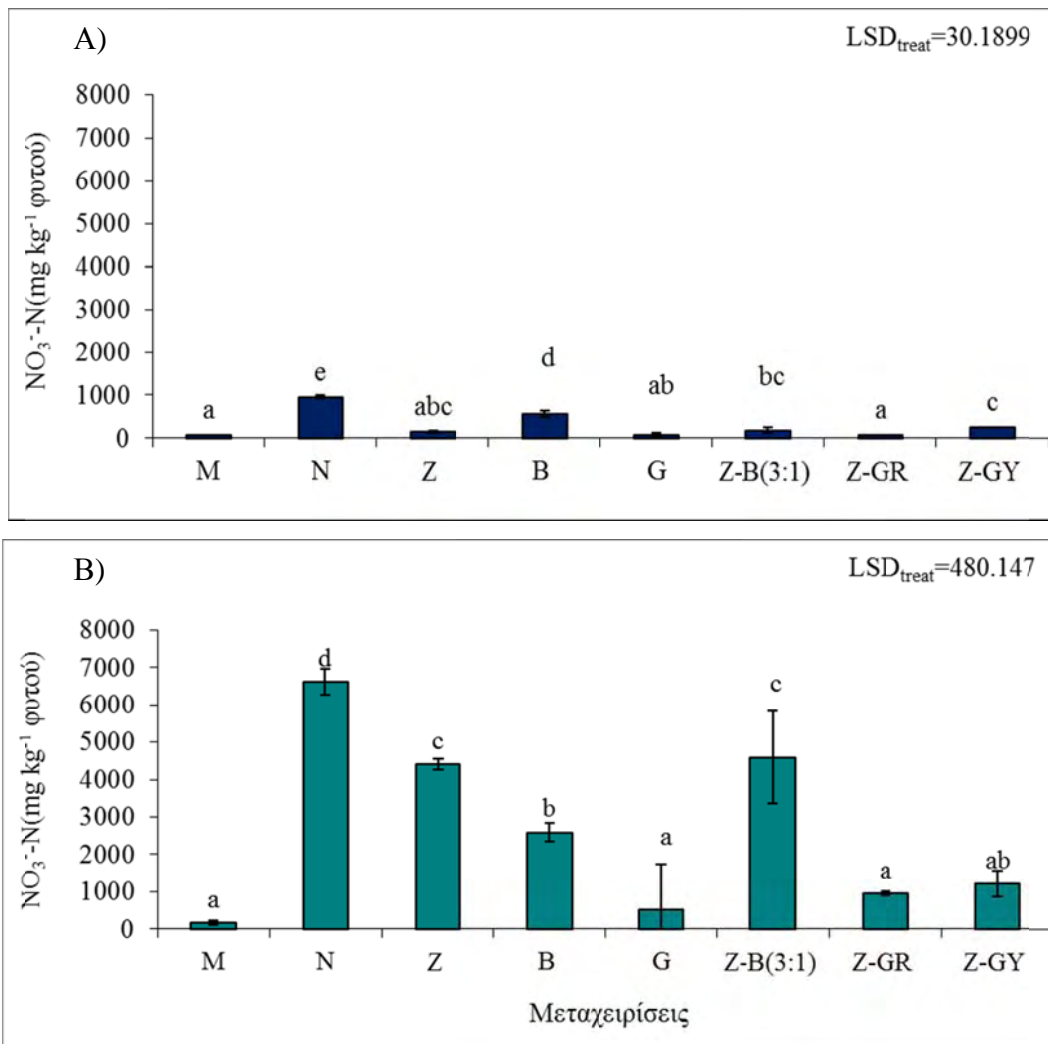 A)
LSDtreat=30.1899
NO₃⁻-N(mg kg⁻¹ φυτού)
8000
7000
6000
5000
4000
3000
2000
1000
0
a
e
abc
d
ab
bc
a
c
M N Z B G Z-B(3:1) Z-GR Z-GY
B)
LSDtreat=480.147
NO₃⁻-N(mg kg⁻¹ φυτού)
8000
7000
6000
5000
4000
3000
2000
1000
0
a
d
c
b
a
c
a
ab
M N Z B G Z-B(3:1) Z-GR Z-GY
Μεταχειρίσεις